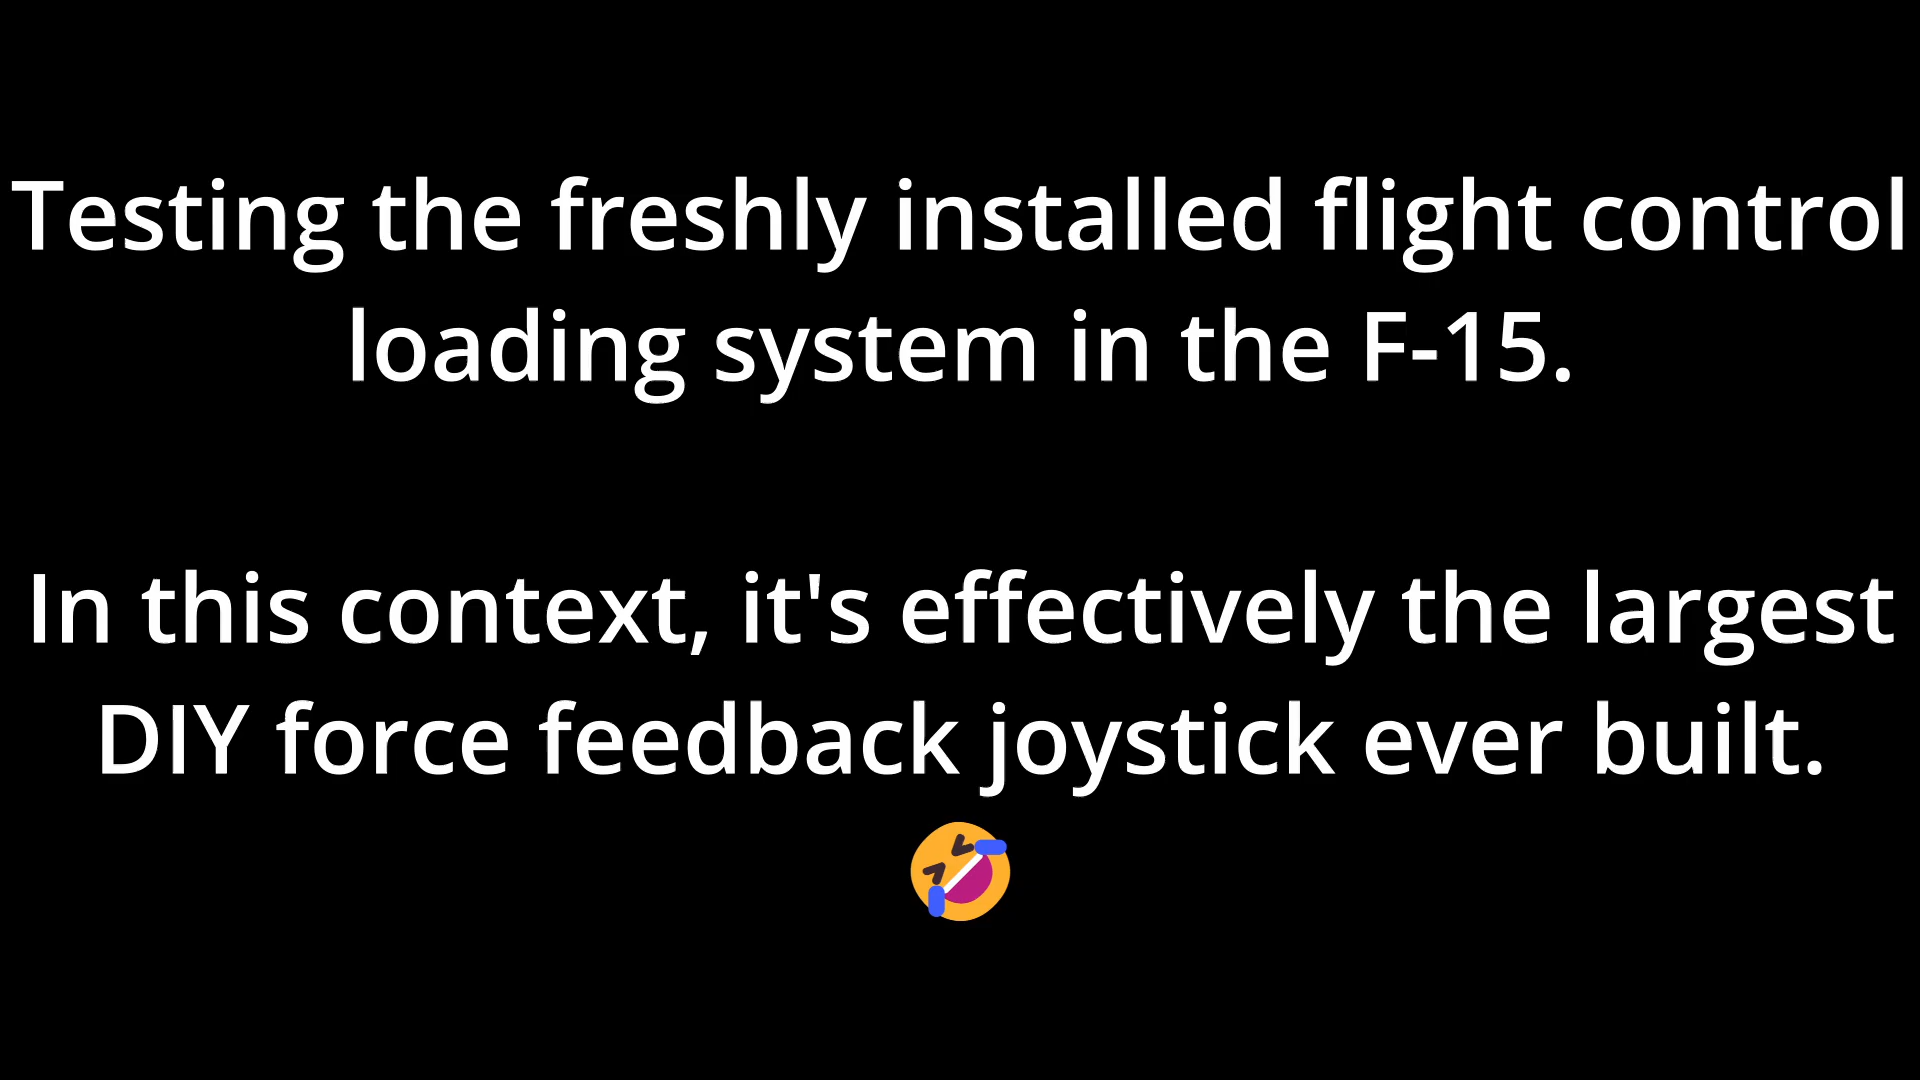 Testing the freshly installed flight control
loading system in the F-15.
In this context, it's effectively the largest
DIY force feedback joystick ever built.
🤣